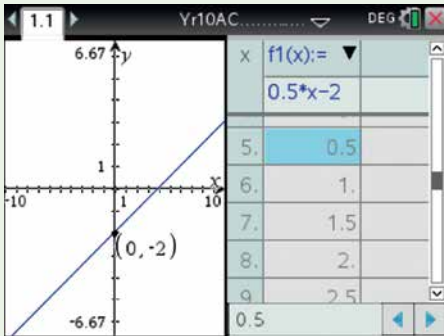 1.1 Yr10AC............ DEG
6.67 y
1
x
-10 1 10
(0,-2)
-6.67
x f1(x):=
0.5*x-2
5. 0.5
6. 1.
7. 1.5
8. 2.
9. 2.5
0.5